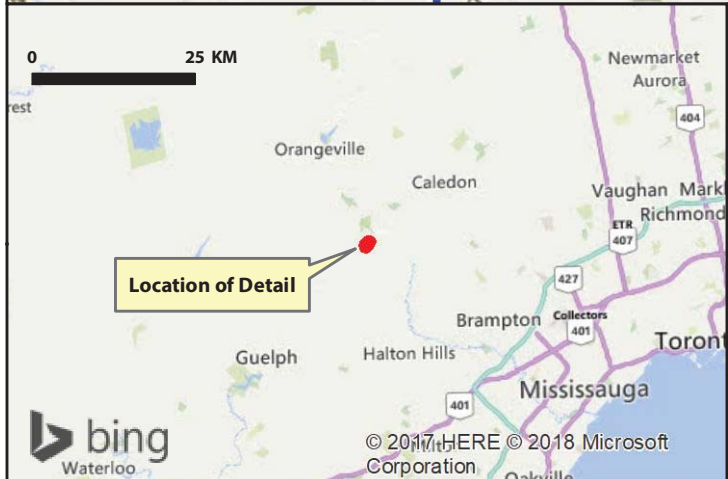 0 25 KM
Newmarket
Aurora
rest
404
Orangeville
Caledon
Vaughan Mark
Richmond
ETR
407
Location of Detail
427
Collectors
401
Brampton
Toront
Guelph
Halton Hills
Mississauga
401
bing
Waterloo
© 2017 HERE © 2018 Microsoft
Corporation
Oakville